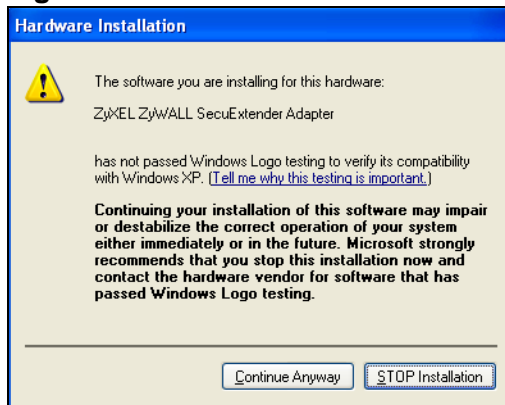 Hardware Installation
The software you are installing for this hardware:
ZyXEL ZyWALL SecuExtender Adapter
has not passed Windows Logo testing to verify its compatibility
with Windows XP. (Tell me why this testing is important.)
Continuing your installation of this software may impair
or destabilize the correct operation of your system
either immediately or in the future. Microsoft strongly
recommends that you stop this installation now and
contact the hardware vendor for software that has
passed Windows Logo testing.
Continue Anyway
STOP Installation